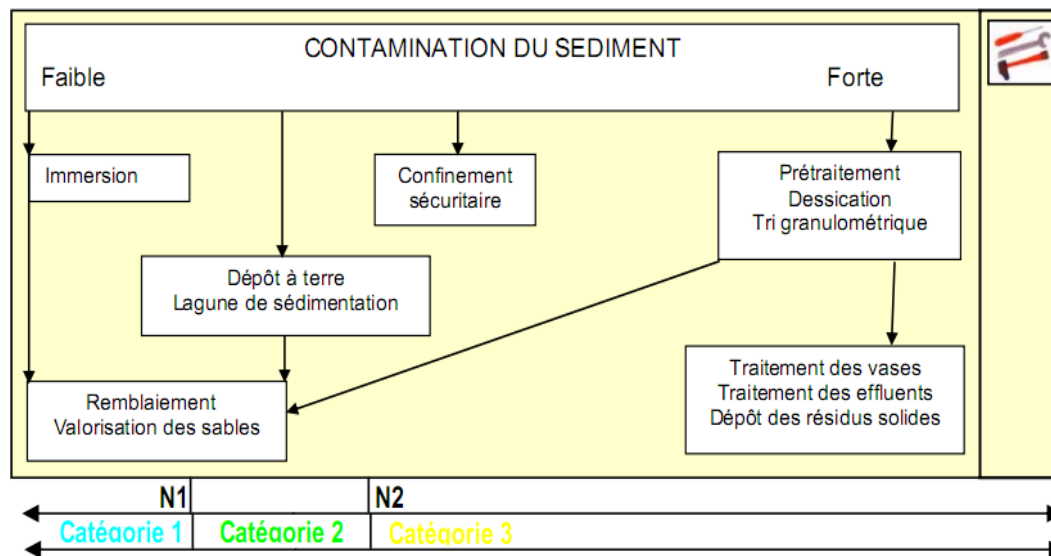 CONTAMINATION DU SEDIMENT
Faible Forte
Immersion
Confinement
sécuritaire
Prétraitement
Dessication
Tri granulométrique
Dépôt à terre
Lagune de sédimentation
Traitement des vases
Traitement des effluents
Dépôt des résidus solides
Remblaiement
Valorisation des sables
N1 N2
Catégorie 1 Catégorie 2 Catégorie 3